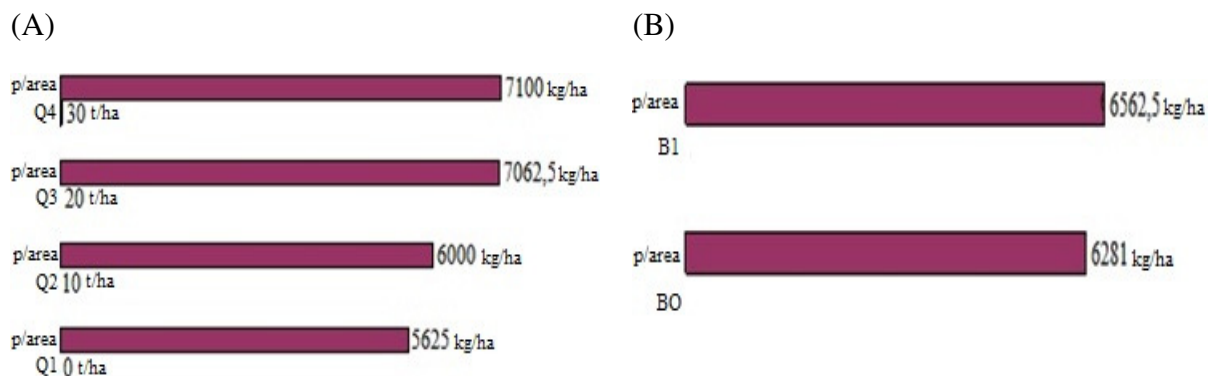 (A)
p/area 7100 kg/ha
Q4 30 t/ha
p/area 7062,5 kg/ha
Q3 20 t/ha
p/area 6000 kg/ha
Q2 10 t/ha
p/area 5625 kg/ha
Q1 0 t/ha
(B)
p/area 6562,5 kg/ha
B1
p/area 6281 kg/ha
BO